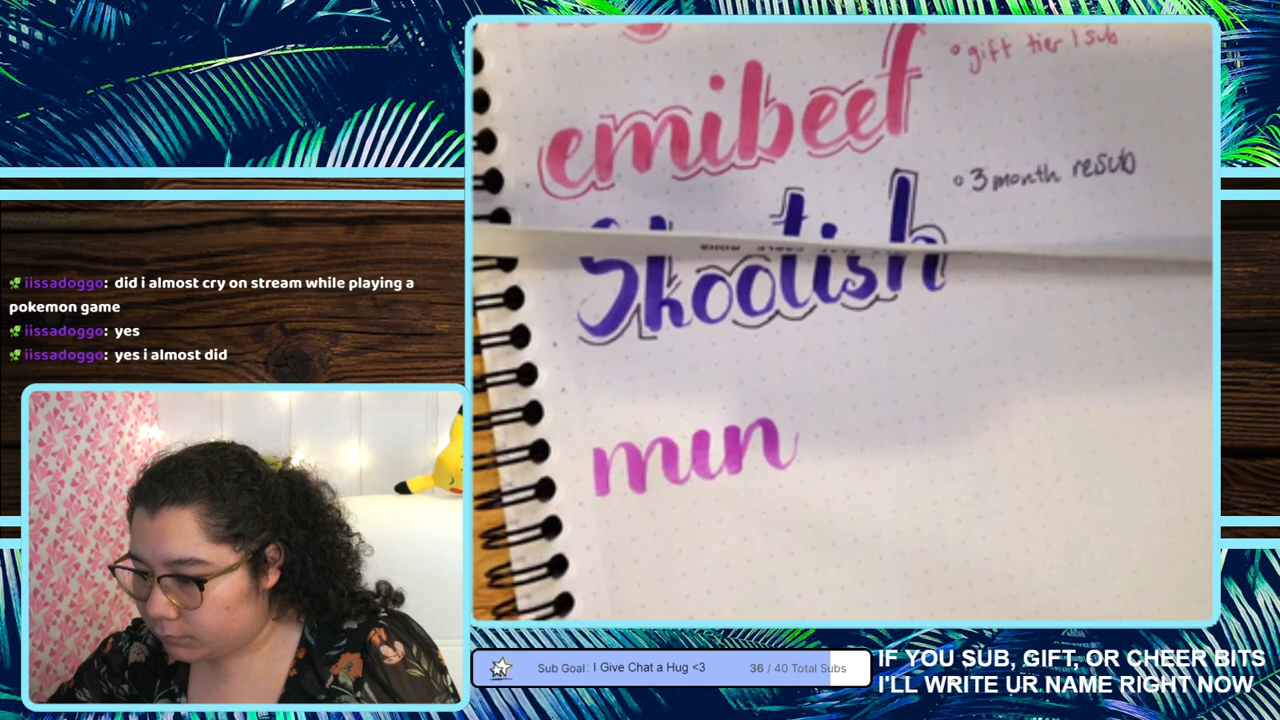 emibeef
° gift tier 1 sub
Skootish
° 3 month resub
min
iissadoggo: did i almost cry on stream while playing a
pokemon game
iissadoggo: yes
iissadoggo: yes i almost did
Sub Goal: I Give Chat a Hug <3
36 / 40 Total Subs
IF YOU SUB, GIFT, OR CHEER BITS
I'LL WRITE UR NAME RIGHT NOW